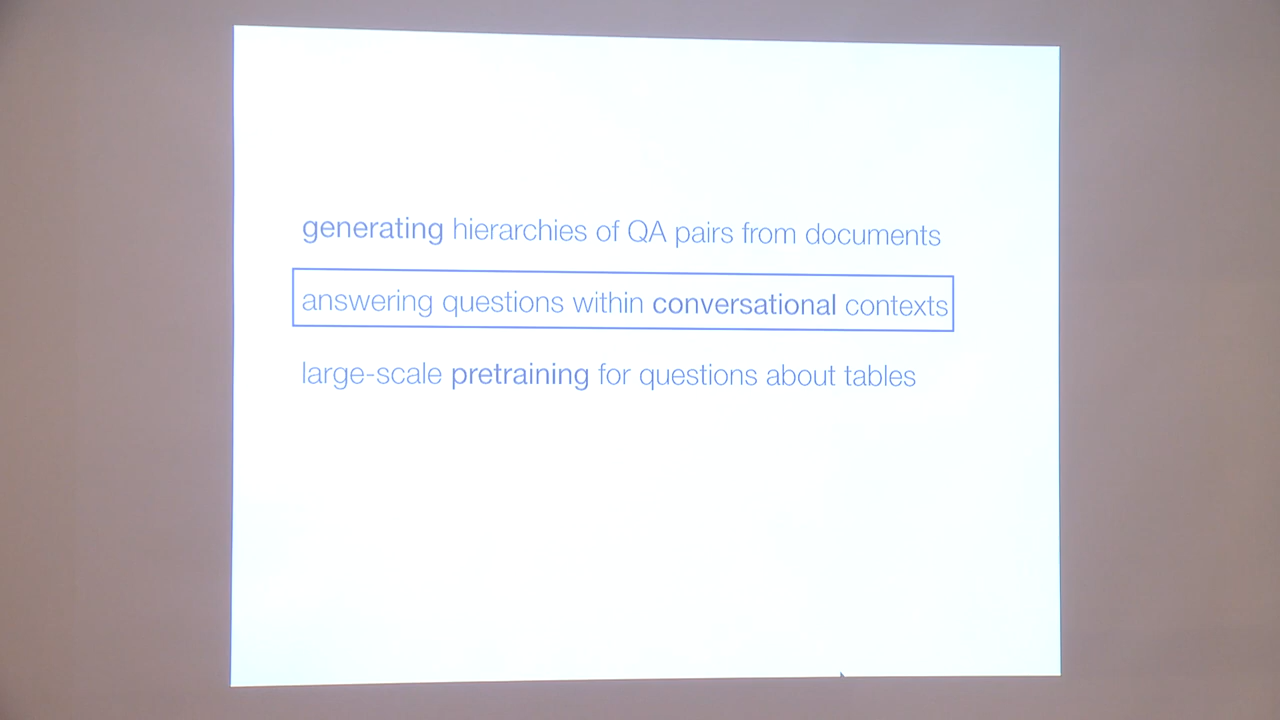 generating hierarchies of QA pairs from documents
answering questions within conversational contexts
large-scale pretraining for questions about tables